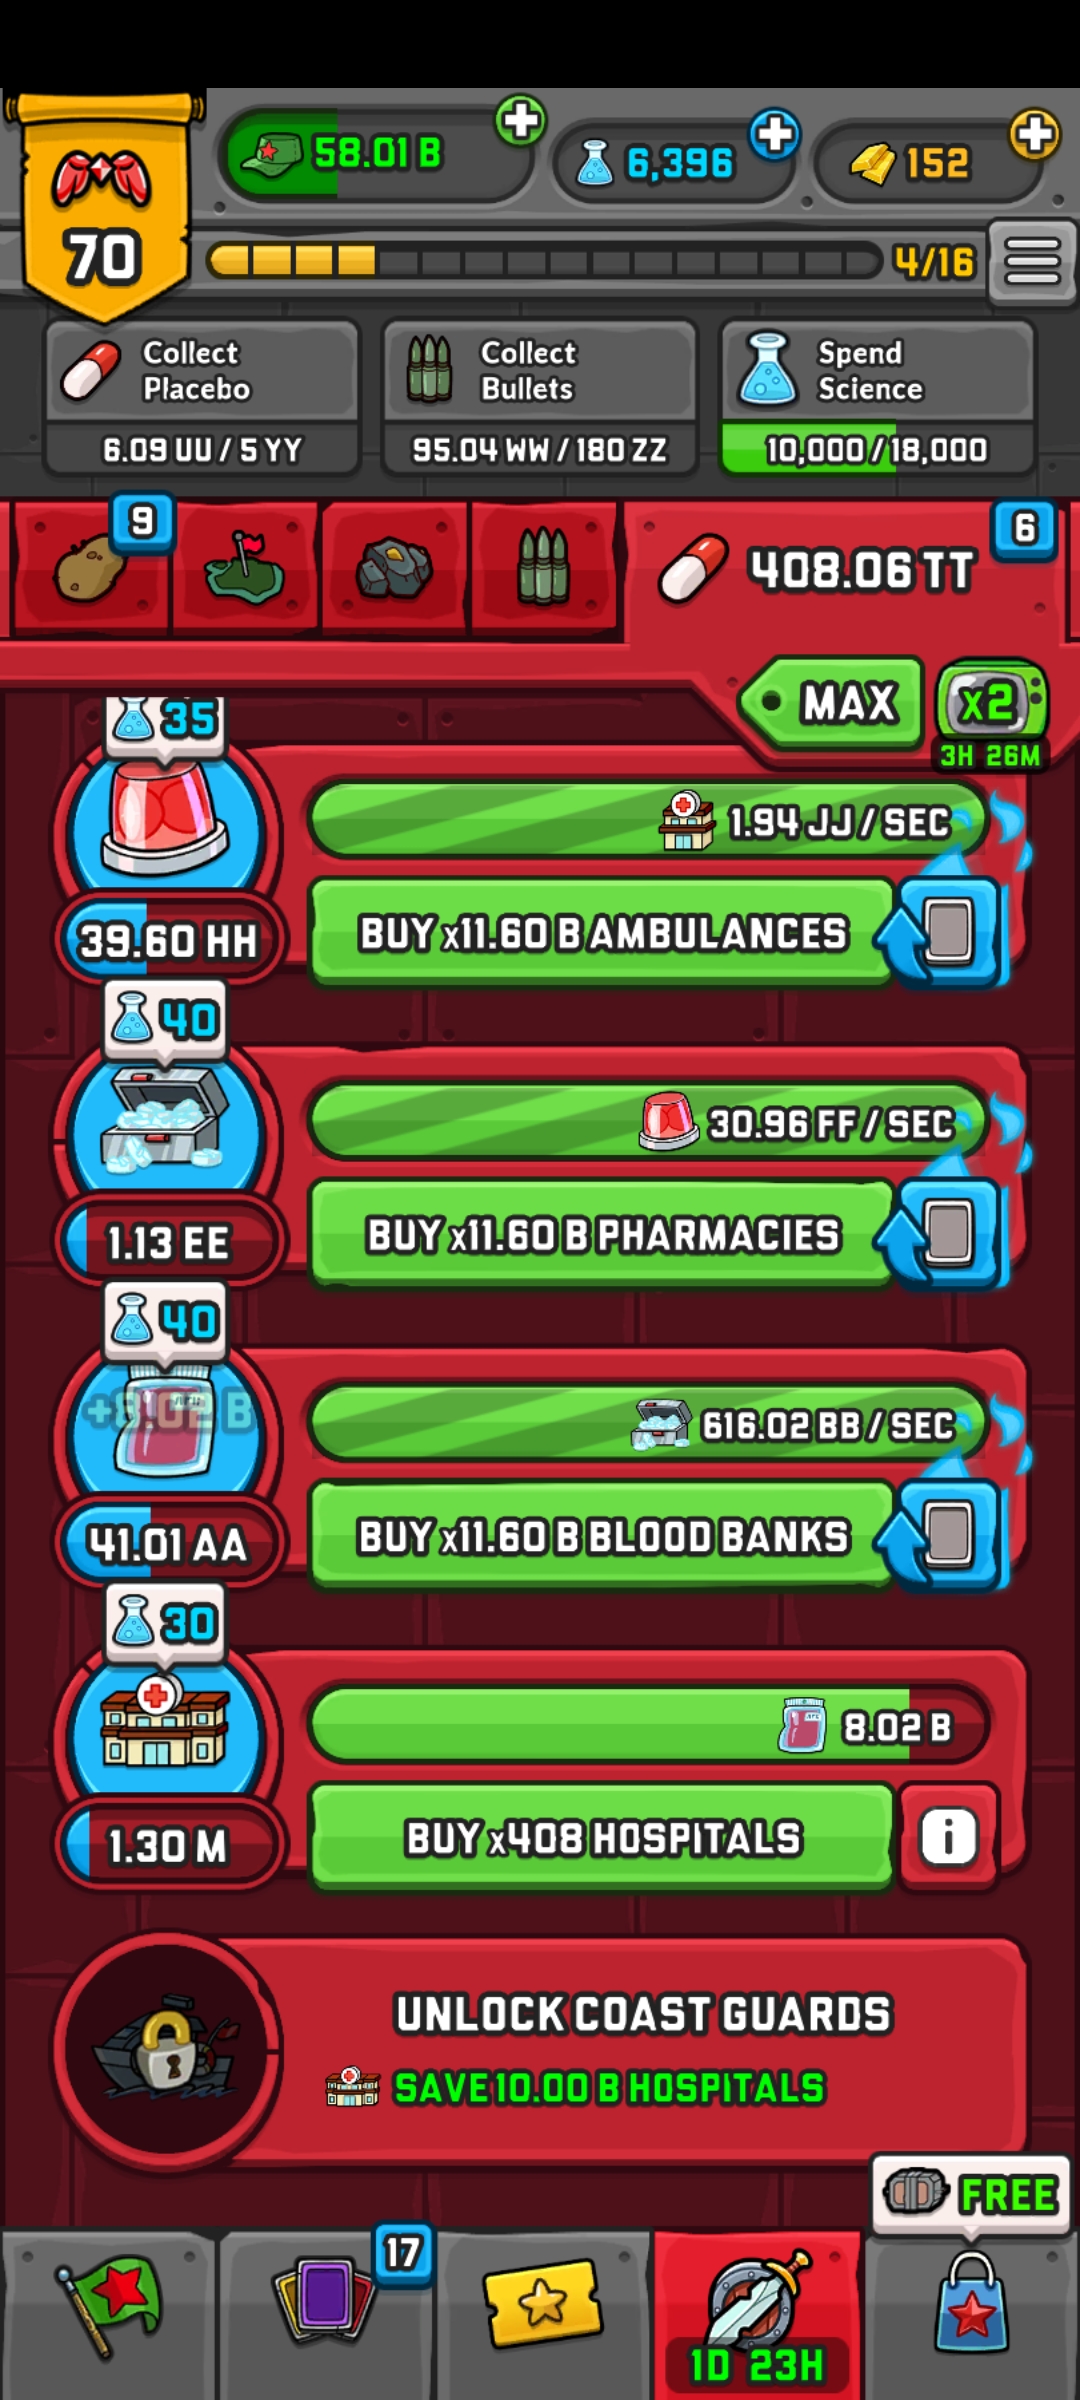 58.01 B
6,396
152
70
4/16
Collect
Placebo
6.09 UU / 5 YY
Collect
Bullets
95.04 WW / 180 ZZ
Spend
Science
10,000 / 18,000
9
408.06 TT
6
MAX
x2
3H 26M
35
1.94 JJ / SEC
39.60 HH
BUY x11.60 B AMBULANCES
40
30.96 FF / SEC
1.13 EE
BUY x11.60 B PHARMACIES
40
+8.02 B
616.02 BB / SEC
41.01 AA
BUY x11.60 B BLOOD BANKS
30
8.02 B
1.30 M
BUY x408 HOSPITALS
i
UNLOCK COAST GUARDS
SAVE 10.00 B HOSPITALS
FREE
17
1D 23H